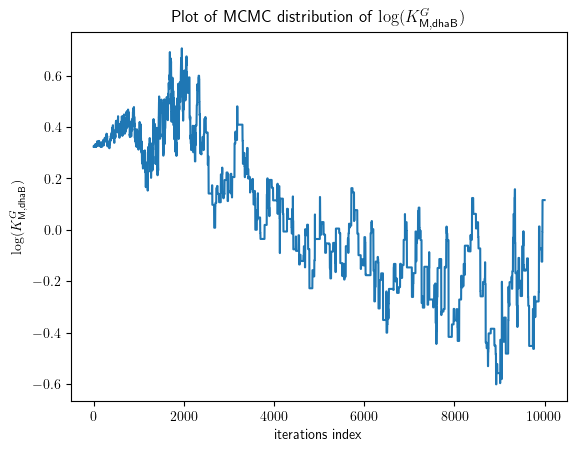 Plot of MCMC distribution of log(K^G_M,dhaB)
0.6
0.4
0.2
0.0
−0.2
−0.4
−0.6
log(K^G_M,dhaB)
0 2000 4000 6000 8000 10000
iterations index